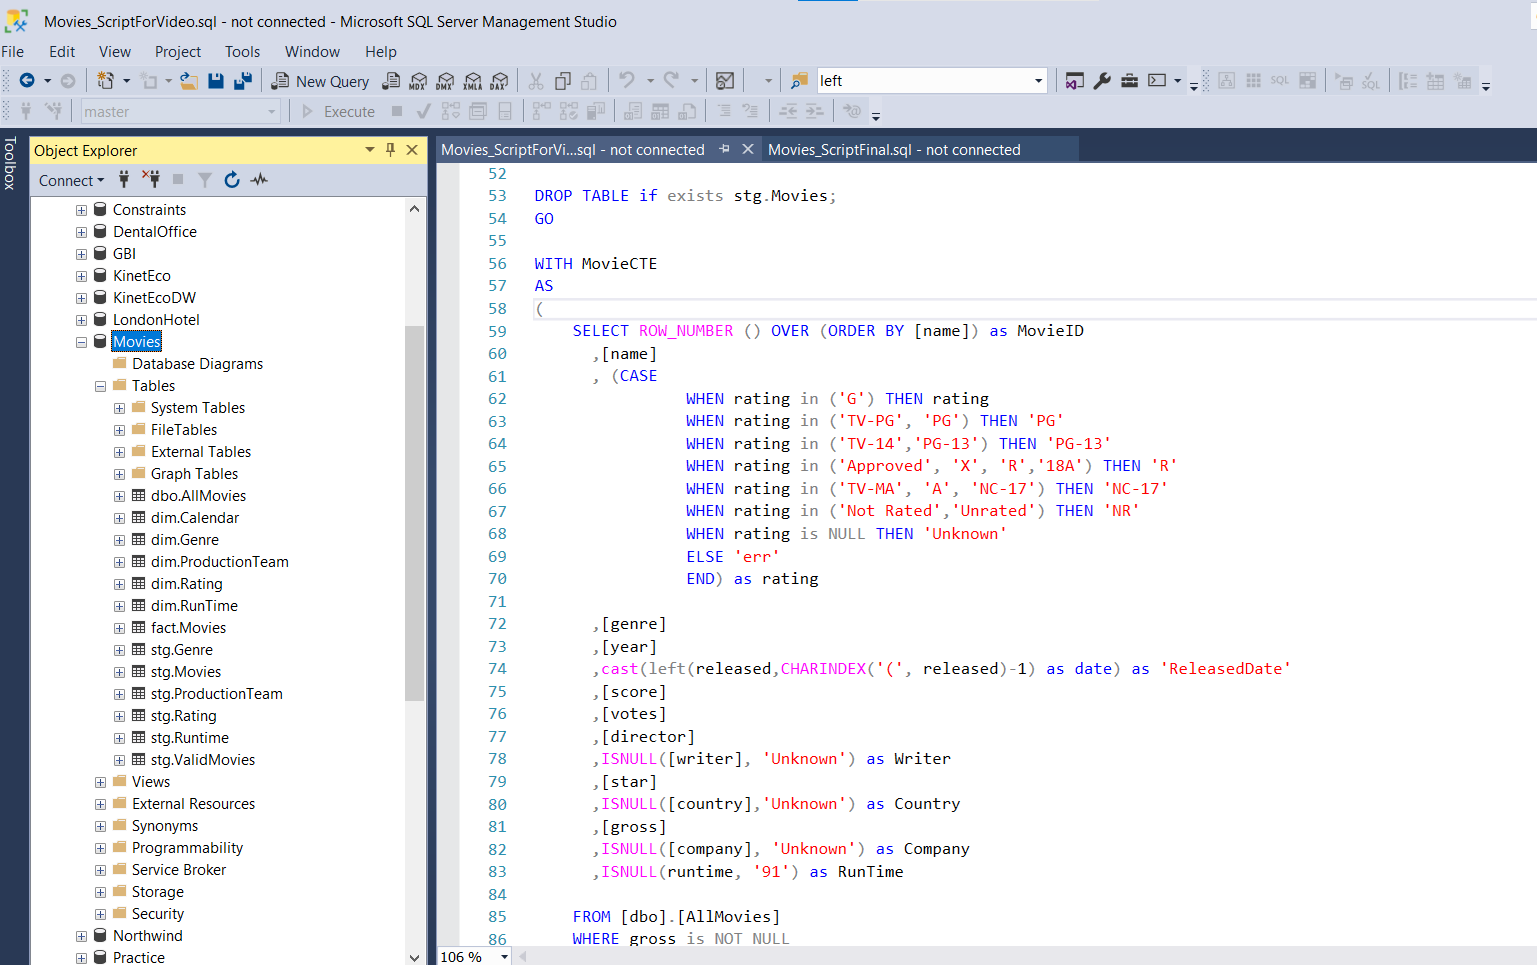 Movies_ScriptForVideo.sql - not connected - Microsoft SQL Server Management Studio
File Edit View Project Tools Window Help
New Query MDX DMX XMLA DAX left SQL SQL
master Execute
Toolbox
Object Explorer
Connect
Constraints
DentalOffice
GBI
KinetEco
KinetEcoDW
LondonHotel
Movies
Database Diagrams
Tables
System Tables
FileTables
External Tables
Graph Tables
dbo.AllMovies
dim.Calendar
dim.Genre
dim.ProductionTeam
dim.Rating
dim.RunTime
fact.Movies
stg.Genre
stg.Movies
stg.ProductionTeam
stg.Rating
stg.Runtime
stg.ValidMovies
Views
External Resources
Synonyms
Programmability
Service Broker
Storage
Security
Northwind
Practice
Movies_ScriptForVi...sql - not connected Movies_ScriptFinal.sql - not connected
52
53 DROP TABLE if exists stg.Movies;
54 GO
55
56 WITH MovieCTE
57 AS
58 (
59 SELECT ROW_NUMBER () OVER (ORDER BY [name]) as MovieID
60 ,[name]
61 , (CASE
62 WHEN rating in ('G') THEN rating
63 WHEN rating in ('TV-PG', 'PG') THEN 'PG'
64 WHEN rating in ('TV-14','PG-13') THEN 'PG-13'
65 WHEN rating in ('Approved', 'X', 'R','18A') THEN 'R'
66 WHEN rating in ('TV-MA', 'A', 'NC-17') THEN 'NC-17'
67 WHEN rating in ('Not Rated','Unrated') THEN 'NR'
68 WHEN rating is NULL THEN 'Unknown'
69 ELSE 'err'
70 END) as rating
71
72 ,[genre]
73 ,[year]
74 ,cast(left(released,CHARINDEX('(', released)-1) as date) as 'ReleasedDate'
75 ,[score]
76 ,[votes]
77 ,[director]
78 ,ISNULL([writer], 'Unknown') as Writer
79 ,[star]
80 ,ISNULL([country],'Unknown') as Country
81 ,[gross]
82 ,ISNULL([company], 'Unknown') as Company
83 ,ISNULL(runtime, '91') as RunTime
84
85 FROM [dbo].[AllMovies]
86 WHERE gross is NOT NULL
106 %